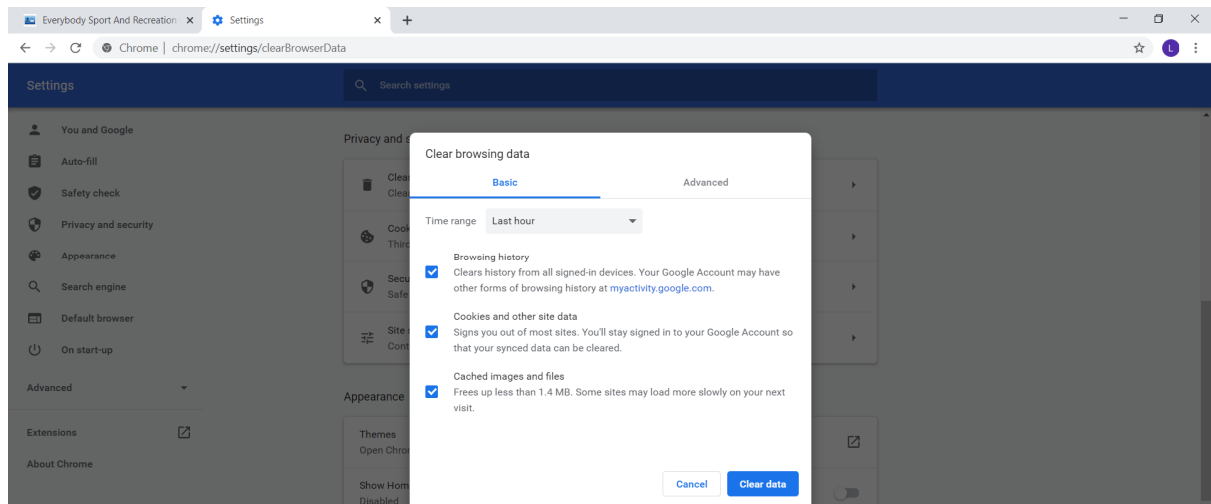 Everybody Sport And Recreation
Settings
Chrome | chrome://settings/clearBrowserData
L
Settings
Search settings
You and Google
Auto-fill
Safety check
Privacy and security
Appearance
Search engine
Default browser
On start-up
Advanced
Extensions
About Chrome
Privacy and s
Clear
Clear
Cook
Third
Secu
Safe
Site s
Cont
Appearance
Themes
Open Chro
Show Hom
Disabled
Clear browsing data
Basic
Advanced
Time range
Last hour
Browsing history
Clears history from all signed-in devices. Your Google Account may have
other forms of browsing history at myactivity.google.com.
Cookies and other site data
Signs you out of most sites. You'll stay signed in to your Google Account so
that your synced data can be cleared.
Cached images and files
Frees up less than 1.4 MB. Some sites may load more slowly on your next
visit.
Cancel
Clear data